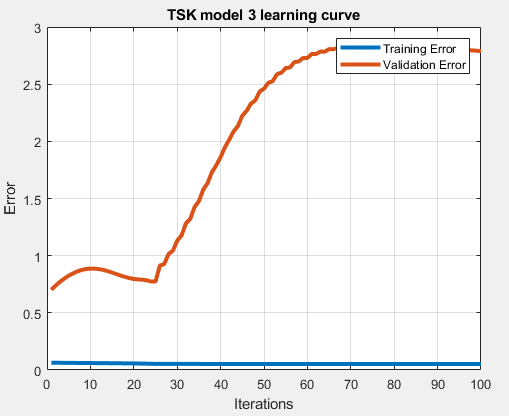 TSK model 3 learning curve
Training Error
Validation Error
Error
3
2.5
2
1.5
1
0.5
0
0 10 20 30 40 50 60 70 80 90 100
Iterations